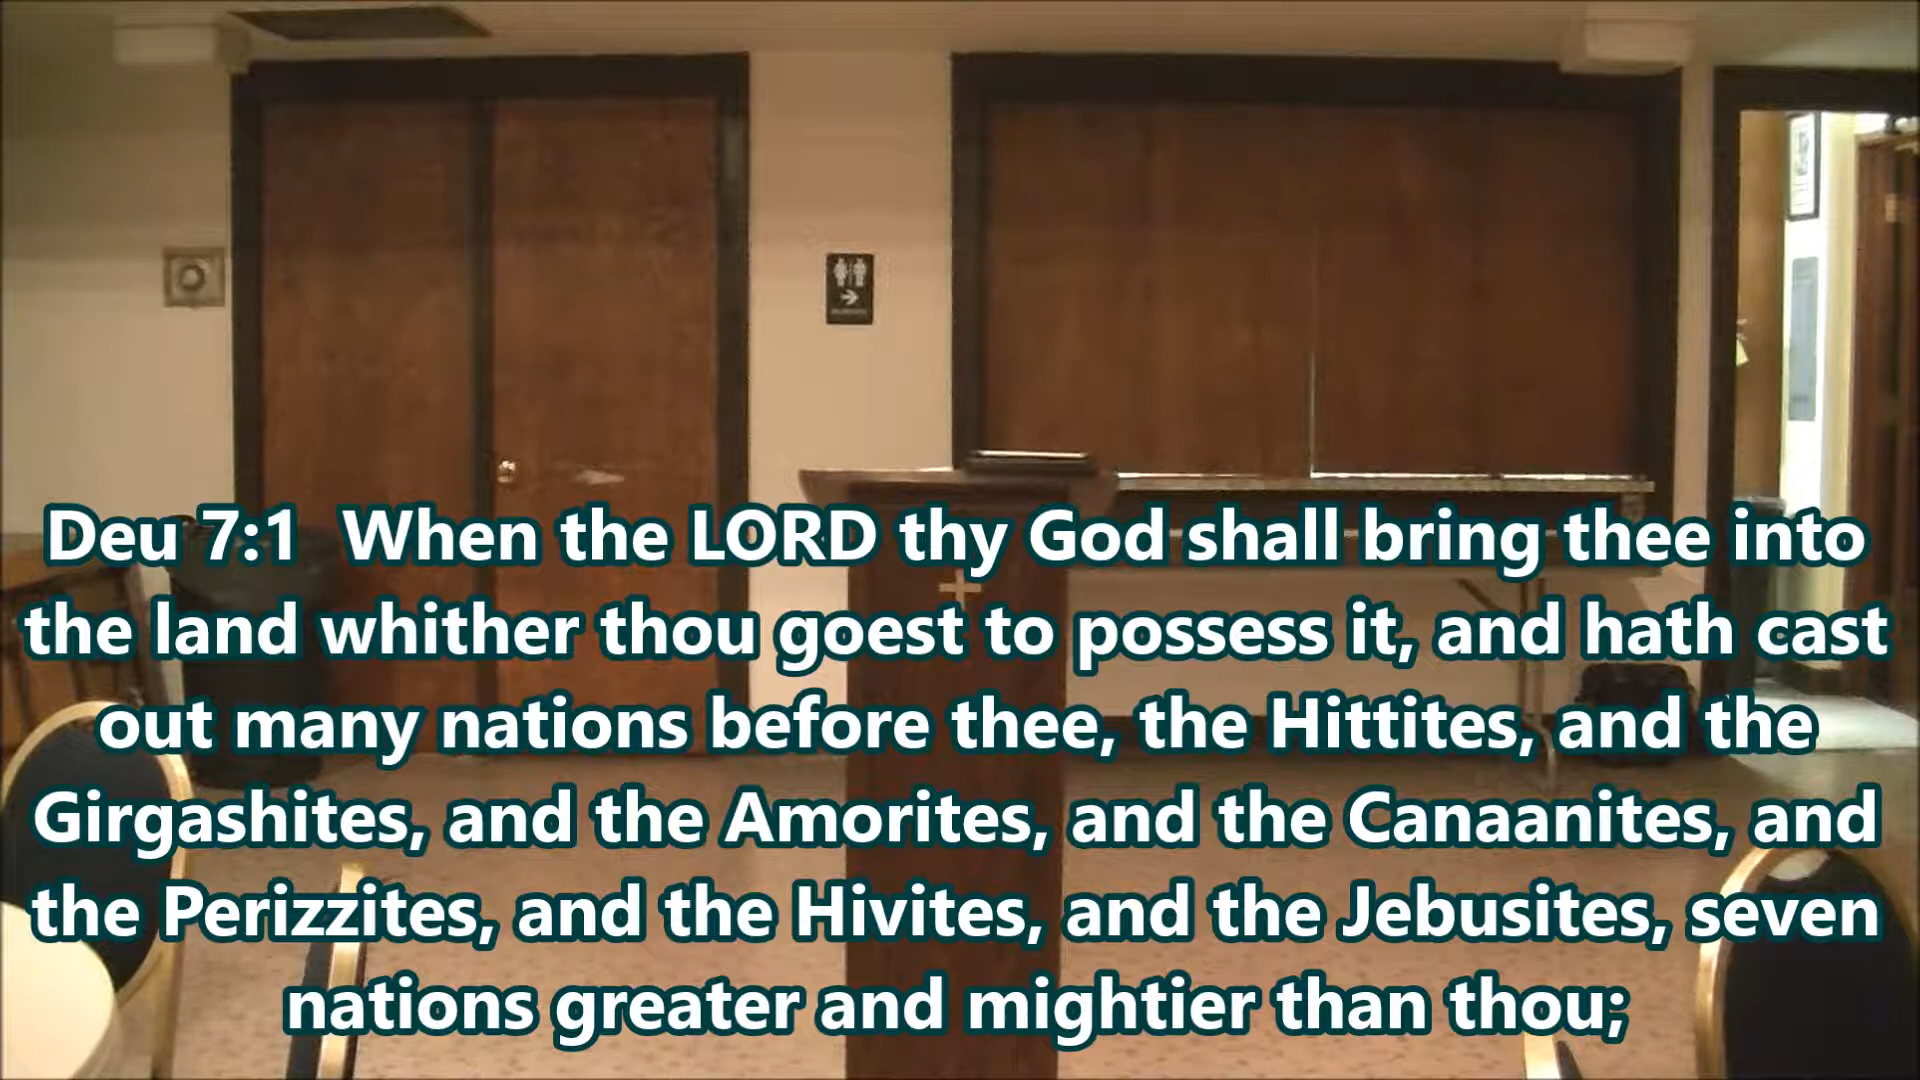 Deu 7:1 When the LORD thy God shall bring thee into
the land whither thou goest to possess it, and hath cast
out many nations before thee, the Hittites, and the
Girgashites, and the Amorites, and the Canaanites, and
the Perizzites, and the Hivites, and the Jebusites, seven
nations greater and mightier than thou;